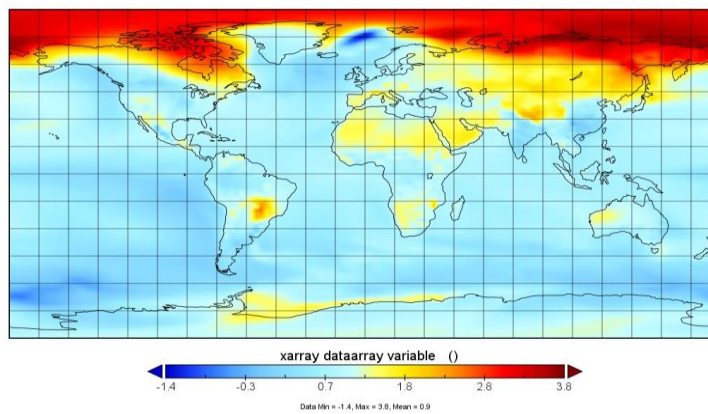 xarray dataarray variable ()
-1.4 -0.3 0.7 1.8 2.8 3.8
Data Min = -1.4, Max = 3.8, Mean = 0.9